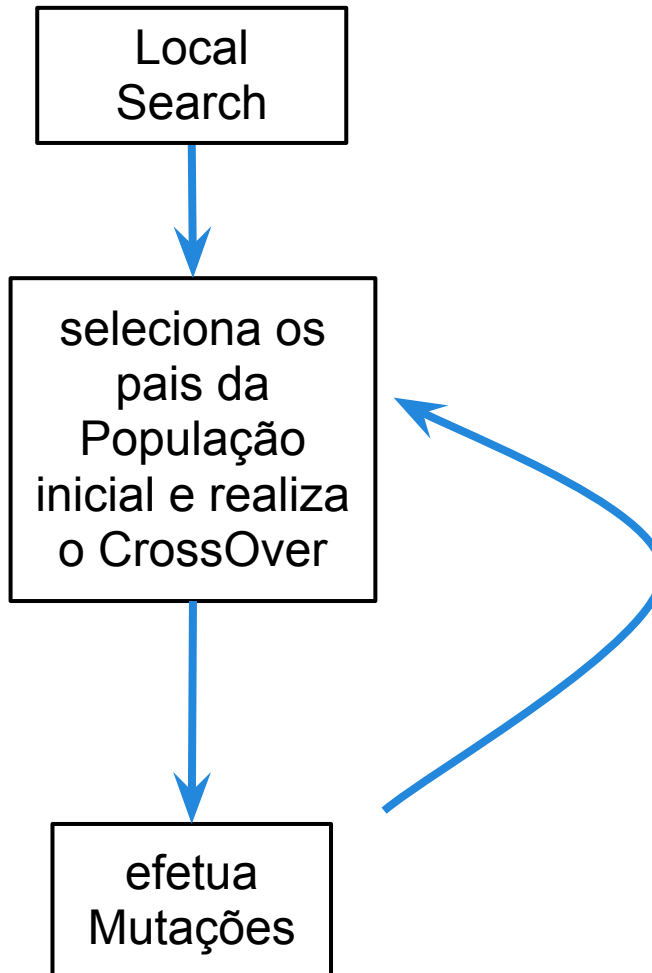 Local
Search
seleciona os
pais da
População
inicial e realiza
o CrossOver
efetua
Mutações